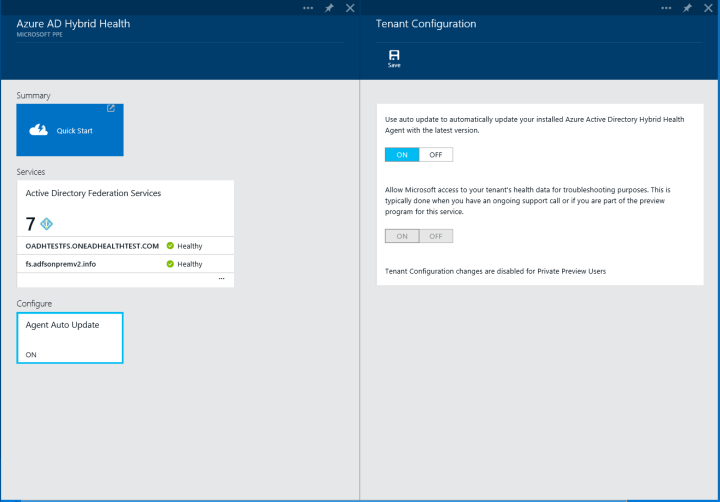 Azure AD Hybrid Health
MICROSOFT PPE
Summary
Quick Start
Services
Active Directory Federation Services
7
OADHTESTFS.ONEADHEALTHTEST.COM Healthy
fs.adfsonpremv2.info Healthy
...
Configure
Agent Auto Update
ON
Tenant Configuration
Save
Use auto update to automatically update your installed Azure Active Directory Hybrid Health
Agent with the latest version.
ON OFF
Allow Microsoft access to your tenant's health data for troubleshooting purposes. This is
typically done when you have an ongoing support call or if you are part of the preview
program for this service.
ON OFF
Tenant Configuration changes are disabled for Private Preview Users